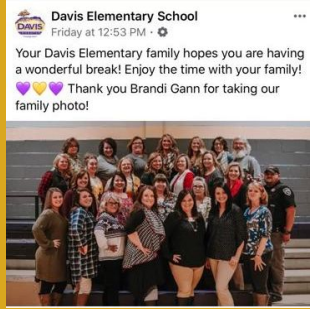 Davis Elementary School
Friday at 12:53 PM ·
Your Davis Elementary family hopes you are having
a wonderful break! Enjoy the time with your family!
💜💛💜 Thank you Brandi Gann for taking our
family photo!
DAVIS